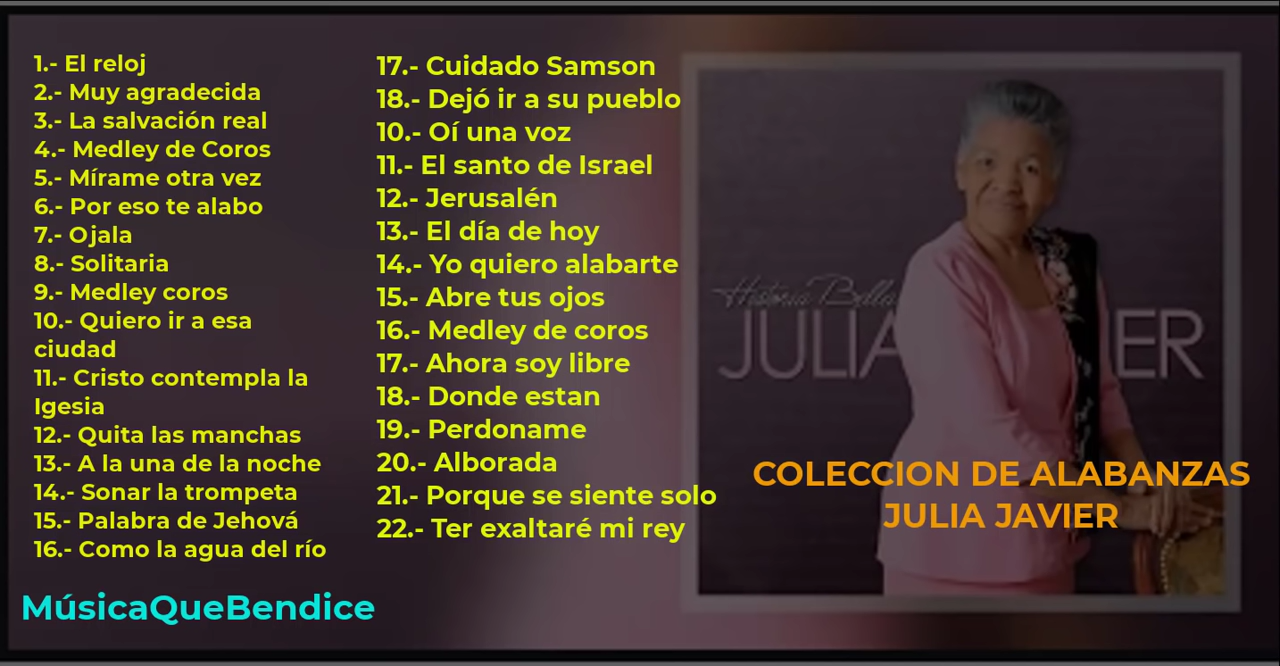 1.- El reloj
2.- Muy agradecida
3.- La salvación real
4.- Medley de Coros
5.- Mírame otra vez
6.- Por eso te alabo
7.- Ojala
8.- Solitaria
9.- Medley coros
10.- Quiero ir a esa
ciudad
11.- Cristo contempla la
Igesia
12.- Quita las manchas
13.- A la una de la noche
14.- Sonar la trompeta
15.- Palabra de Jehová
16.- Como la agua del río
17.- Cuidado Samson
18.- Dejó ir a su pueblo
10.- Oí una voz
11.- El santo de Israel
12.- Jerusalén
13.- El día de hoy
14.- Yo quiero alabarte
15.- Abre tus ojos
16.- Medley de coros
17.- Ahora soy libre
18.- Donde estan
19.- Perdoname
20.- Alborada
21.- Porque se siente solo
22.- Ter exaltaré mi rey
Historia Bella
JULIA IER
COLECCION DE ALABANZAS
JULIA JAVIER
MúsicaQueBendice